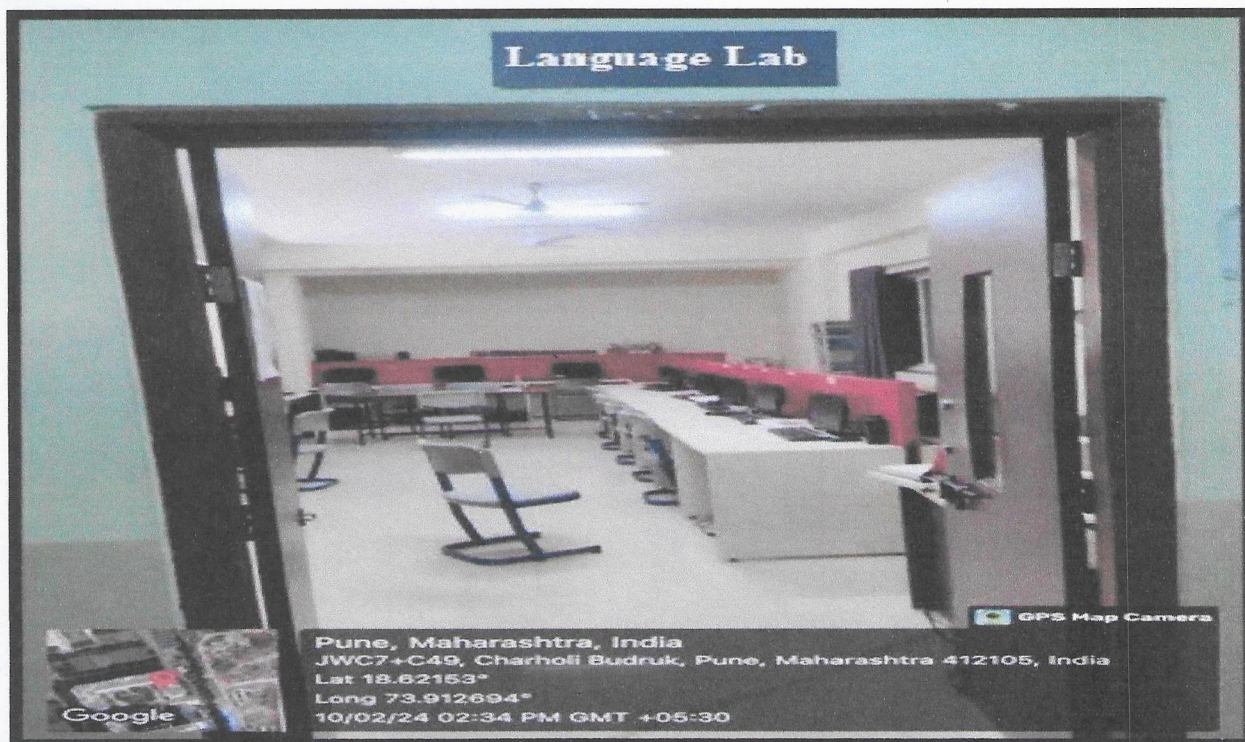 Language Lab
GPS Map Camera
Pune, Maharashtra, India
JWC7+C49, Charholi Budruk, Pune, Maharashtra 412105, India
Lat 18.62153°
Long 73.912694°
10/02/24 02:34 PM GMT +05:30
Google